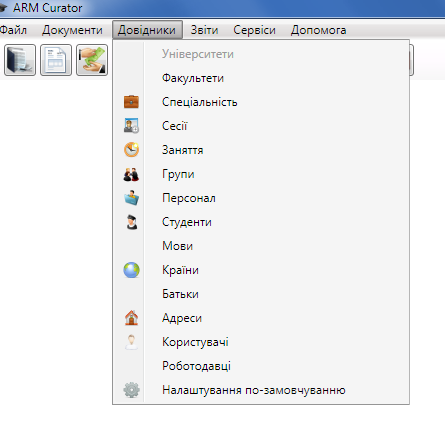 ARM Curator
Файл Документи Довідники Звіти Сервіси Допомога
Університети
Факультети
Спеціальність
Сесії
Заняття
Групи
Персонал
Студенти
Мови
Країни
Батьки
Адреси
Користувачі
Роботодавці
Налаштування по-замовчуванню